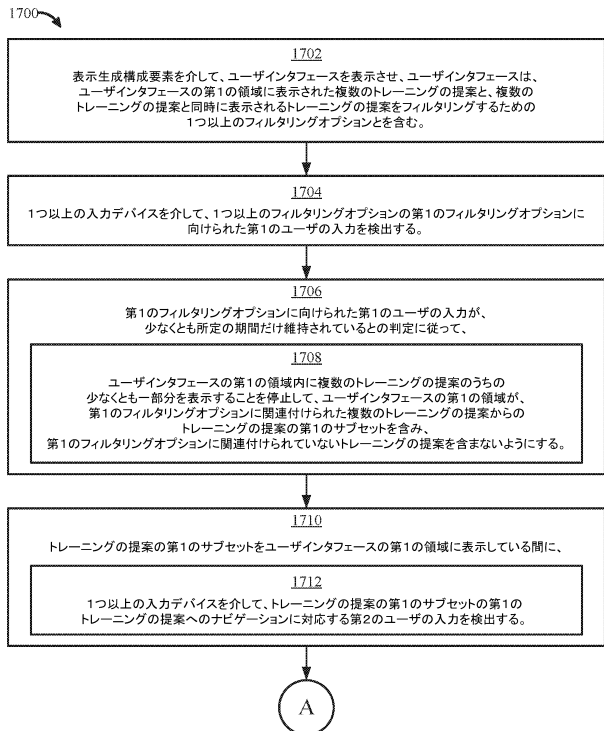 1700
1702
表示生成構成要素を介して、ユーザインタフェースを表示させ、ユーザインタフェースは、
ユーザインタフェースの第1の領域に表示された複数のトレーニングの提案と、複数の
トレーニングの提案と同時に表示されるトレーニングの提案をフィルタリングするための
1つ以上のフィルタリングオプションとを含む。
1704
1つ以上の入力デバイスを介して、1つ以上のフィルタリングオプションの第1のフィルタリングオプションに
向けられた第1のユーザの入力を検出する。
1706
第1のフィルタリングオプションに向けられた第1のユーザの入力が、
少なくとも所定の期間だけ維持されているとの判定に従って、
1708
ユーザインタフェースの第1の領域内に複数のトレーニングの提案のうちの
少なくとも一部分を表示することを停止して、ユーザインタフェースの第1の領域が、
第1のフィルタリングオプションに関連付けられた複数のトレーニングの提案からの
トレーニングの提案の第1のサブセットを含み、
第1のフィルタリングオプションに関連付けられていないトレーニングの提案を含まないようにする。
1710
トレーニングの提案の第1のサブセットをユーザインタフェースの第1の領域に表示している間に、
1712
1つ以上の入力デバイスを介して、トレーニングの提案の第1のサブセットの第1の
トレーニングの提案へのナビゲーションに対応する第2のユーザの入力を検出する。
A